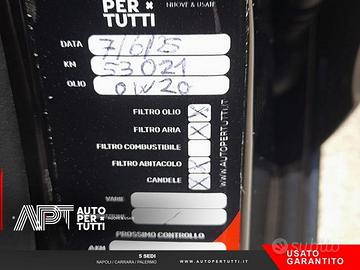 NUOVE & USATE
PER
TUTTI
DATA 7/6/25
KM 53021
OLIO 0W20
FILTRO OLIO X
FILTRO ARIA X
FILTRO COMBUSTIBILE
FILTRO ABITACOLO X
CANDELE X
WWW.AUTOPERTUTTI.IT
VARIE
PROSSIMO CONTROLLO
A KM
APT AUTO
PER
TUTTI
5 SEDI
NAPOLI / CARRARA / PALERMO
AUTOPERTUTTI.IT
USATO
GARANTITO